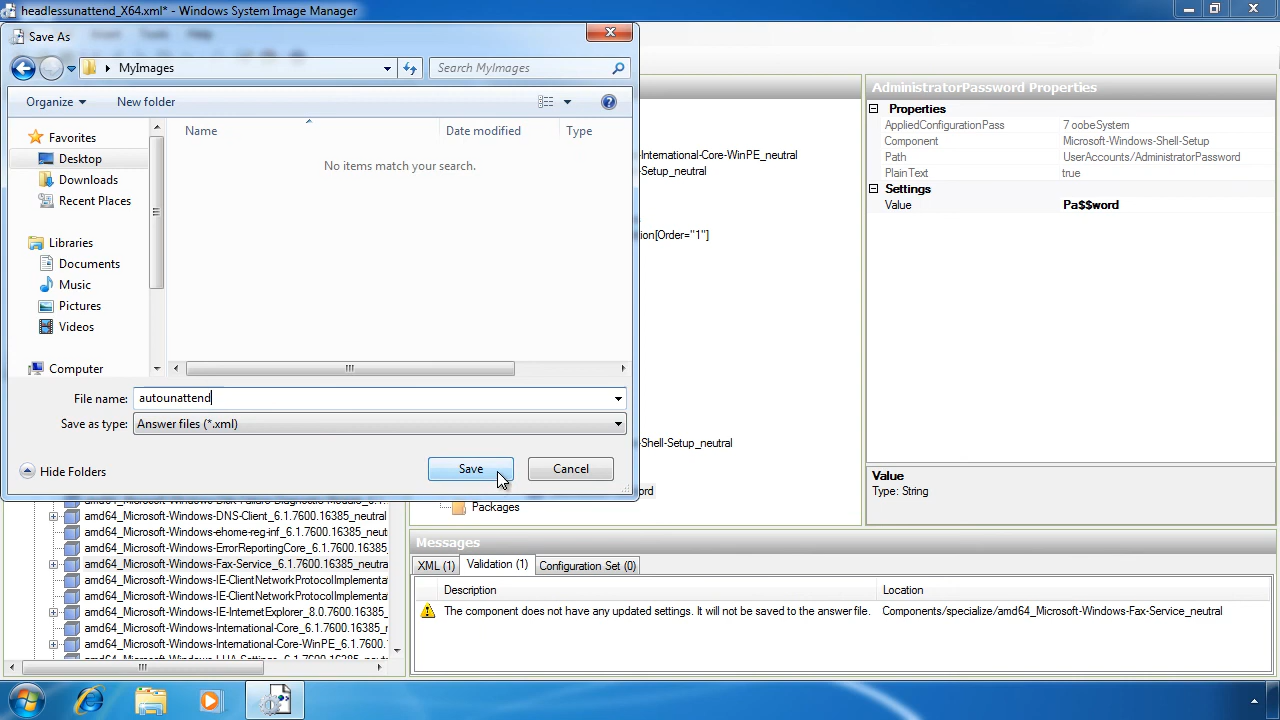 headlessunattend_X64.xml* - Windows System Image Manager
Save As
MyImages
Search MyImages
Organize
New folder
Name
Date modified
Type
No items match your search.
Favorites
Desktop
Downloads
Recent Places
Libraries
Documents
Music
Pictures
Videos
Computer
File name:
autounattend
Save as type:
Answer files (*.xml)
Hide Folders
Save
Cancel
-International-Core-WinPE_neutral
Setup_neutral
ion[Order="1"]
Shell-Setup_neutral
Packages
AdministratorPassword Properties
Properties
AppliedConfigurationPass
7 oobeSystem
Component
Microsoft-Windows-Shell-Setup
Path
UserAccounts/AdministratorPassword
PlainText
true
Settings
Value
Pa$$word
Value
Type: String
amd64_Microsoft-Windows-DNS-Client_6.1.7600.16385_neutral
amd64_Microsoft-Windows-ehome-reg-inf_6.1.7600.16385_neut
amd64_Microsoft-Windows-ErrorReportingCore_6.1.7600.16385
amd64_Microsoft-Windows-Fax-Service_6.1.7600.16385_neutral
amd64_Microsoft-Windows-IE-ClientNetworkProtocolImplementa
amd64_Microsoft-Windows-IE-ClientNetworkProtocolImplementa
amd64_Microsoft-Windows-IE-InternetExplorer_8.0.7600.16385_
amd64_Microsoft-Windows-International-Core_6.1.7600.16385_
amd64_Microsoft-Windows-International-Core-WinPE_6.1.7600.
Messages
XML (1)
Validation (1)
Configuration Set (0)
Description
Location
The component does not have any updated settings. It will not be saved to the answer file.
Components/specialize/amd64_Microsoft-Windows-Fax-Service_neutral